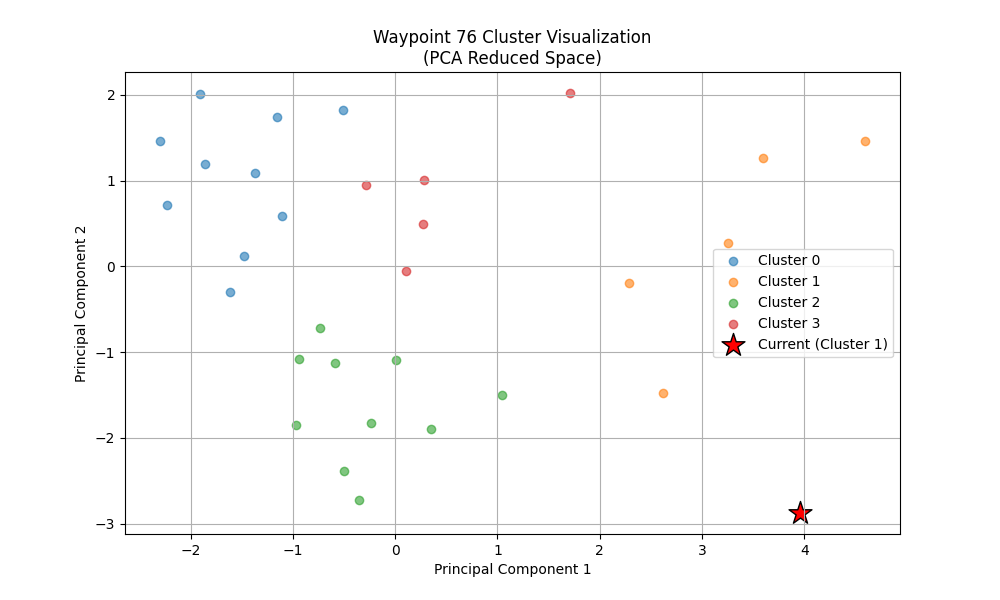 Waypoint 76 Cluster Visualization
(PCA Reduced Space)
2
1
0
−1
−2
−3
Principal Component 2
Cluster 0
Cluster 1
Cluster 2
Cluster 3
Current (Cluster 1)
−2
−1
0
1
2
3
4
Principal Component 1